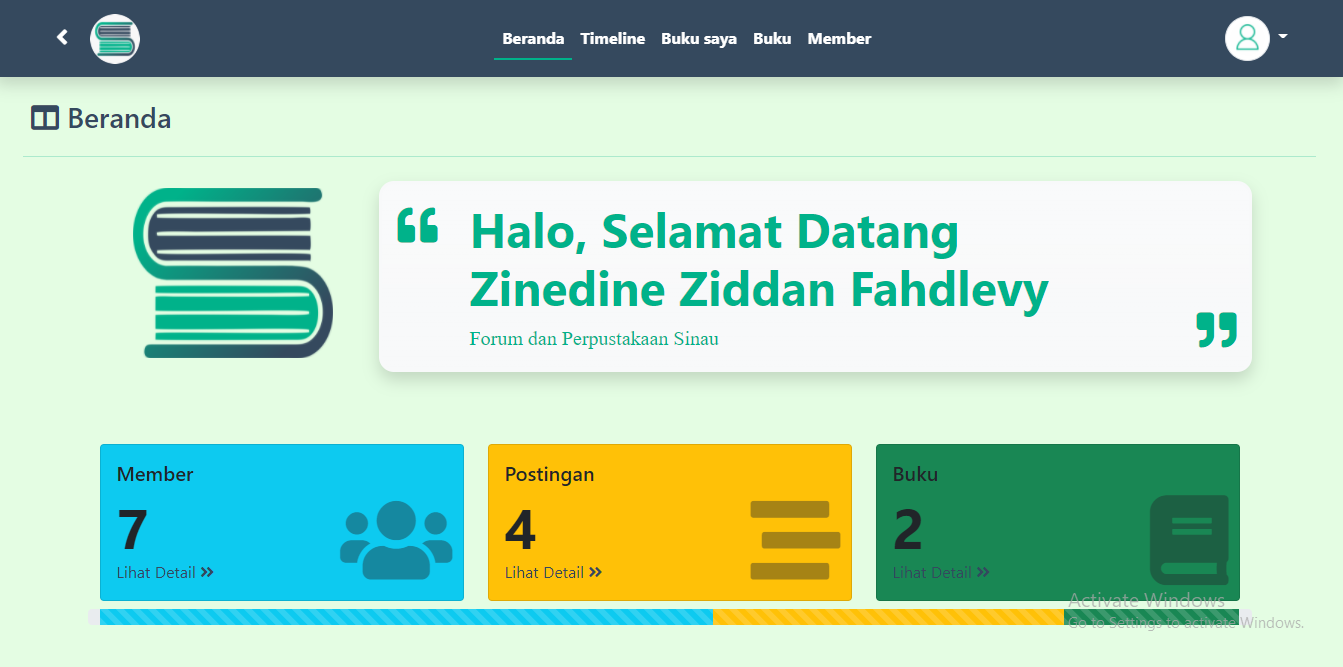 Beranda Timeline Buku saya Buku Member
Beranda
Halo, Selamat Datang
Zinedine Ziddan Fahdlevy
Forum dan Perpustakaan Sinau
Member
7
Lihat Detail
Postingan
4
Lihat Detail
Buku
2
Lihat Detail
Activate Windows
Go to Settings to activate Windows.